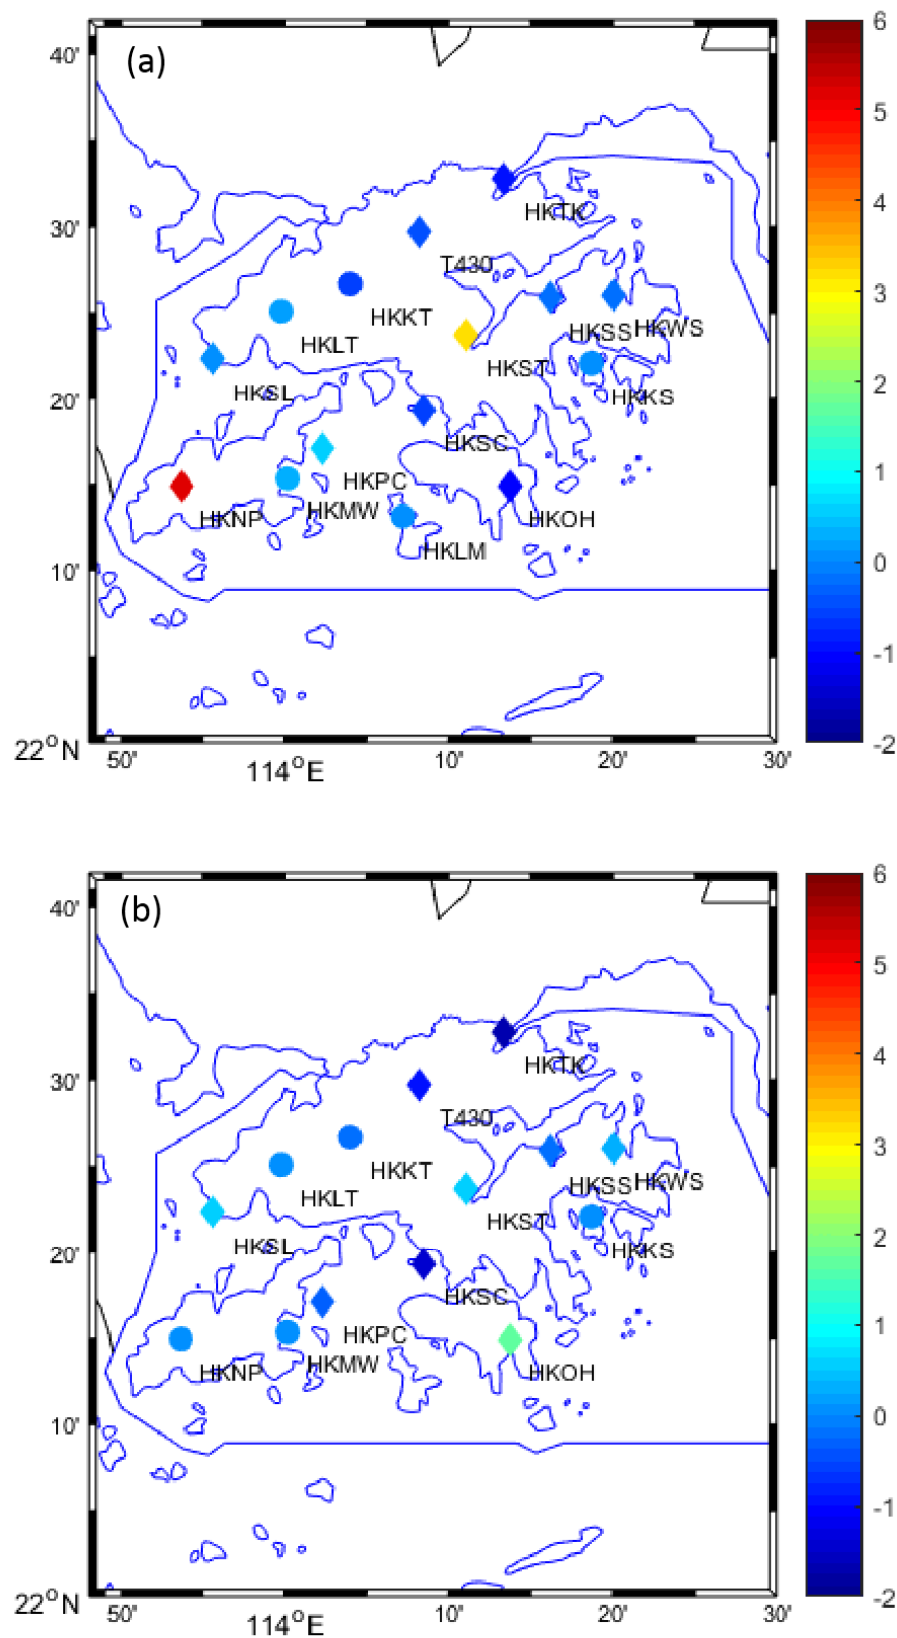 (a)
40'
30'
20'
10'
22°N
50'
114°E
10'
20'
30'
HKTK
T430
HKKT
HKSS
HKWS
HKLT
HKST
HKSL
HKKS
HKSC
HKPC
HKNP
HKMW
HKOH
HKLM
6
5
4
3
2
1
0
-1
-2
(b)
40'
30'
20'
10'
22°N
50'
114°E
10'
20'
30'
HKTK
T430
HKKT
HKSS
HKWS
HKLT
HKST
HKSL
HKKS
HKSC
HKPC
HKNP
HKMW
HKOH
6
5
4
3
2
1
0
-1
-2